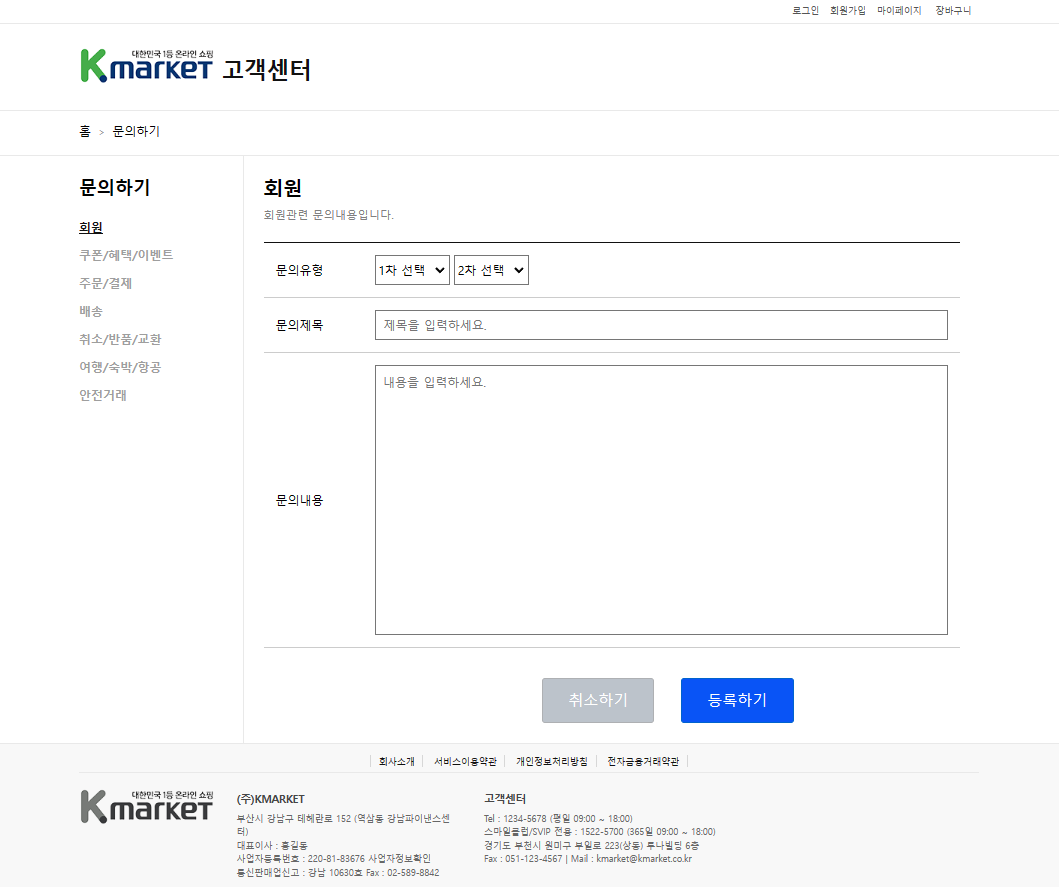 로그인 회원가입 마이페이지 장바구니
대한민국 1등 온라인 쇼핑
Kmarket 고객센터
홈 > 문의하기
문의하기
회원
쿠폰/혜택/이벤트
주문/결제
배송
취소/반품/교환
여행/숙박/항공
안전거래
회원
회원관련 문의내용입니다.
문의유형 1차 선택 2차 선택
문의제목 제목을 입력하세요.
문의내용 내용을 입력하세요.
취소하기 등록하기
회사소개 서비스이용약관 개인정보처리방침 전자금융거래약관
대한민국 1등 온라인 쇼핑
Kmarket
(주)KMARKET
부산시 강남구 테헤란로 152 (역삼동 강남파이낸스센
터)
대표이사 : 홍길동
사업자등록번호 : 220-81-83676 사업자정보확인
통신판매업신고 : 강남 10630호 Fax : 02-589-8842
고객센터
Tel : 1234-5678 (평일 09:00 ~ 18:00)
스마일클럽/SVIP 전용 : 1522-5700 (365일 09:00 ~ 18:00)
경기도 부천시 원미구 부일로 223(상동) 투나빌딩 6층
Fax : 051-123-4567 | Mail : kmarket@kmarket.co.kr